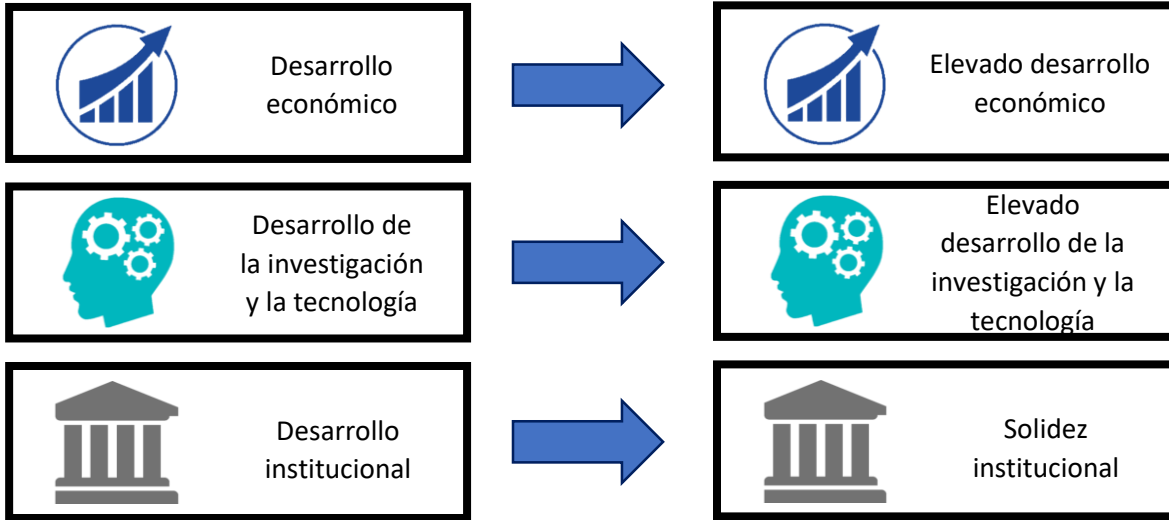 Desarrollo
económico
Elevado desarrollo
económico
Desarrollo de
la investigación
y la tecnología
Elevado
desarrollo de la
investigación y la
tecnología
Desarrollo
institucional
Solidez
institucional